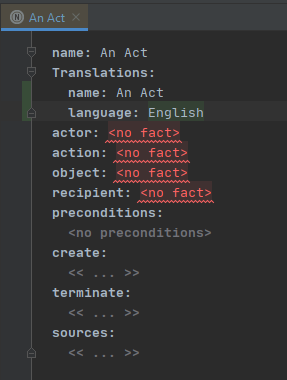 An Act
name: An Act
Translations:
name: An Act
language: English
actor: <no fact>
action: <no fact>
object: <no fact>
recipient: <no fact>
preconditions:
<no preconditions>
create:
<< ... >>
terminate:
<< ... >>
sources:
<< ... >>